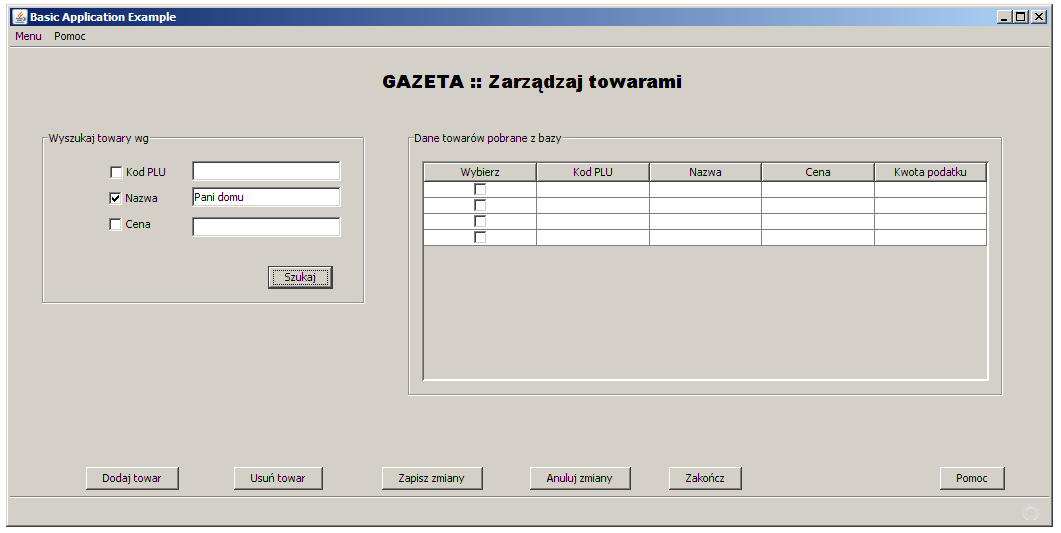 Basic Application Example
Menu Pomoc
GAZETA :: Zarządzaj towarami
Wyszukaj towary wg
Kod PLU
Nazwa Pani domu
Cena
Szukaj
Dane towarów pobrane z bazy
Wybierz Kod PLU Nazwa Cena Kwota podatku
Dodaj towar Usuń towar Zapisz zmiany Anuluj zmiany Zakończ Pomoc